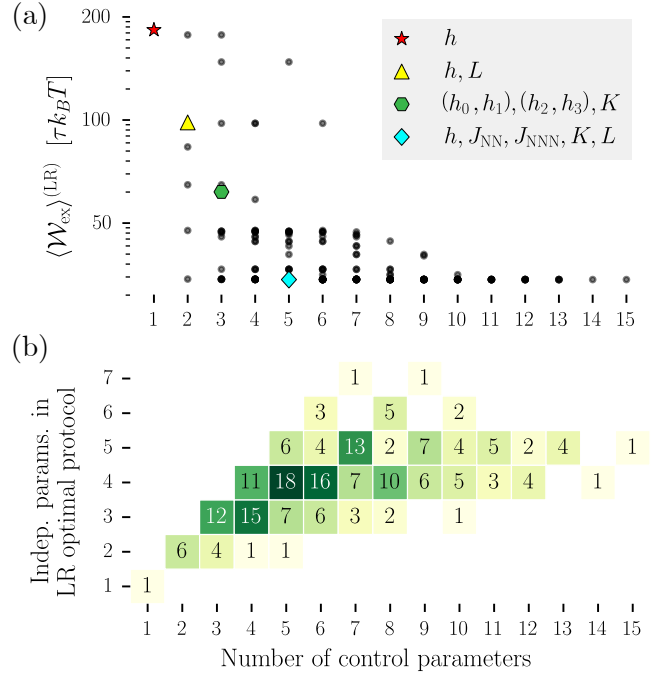 (a)
200
100
50
⟨𝒲ex⟩(LR) [τkBT]
h
h, L
(h0, h1), (h2, h3), K
h, JNN, JNNN, K, L
1 2 3 4 5 6 7 8 9 10 11 12 13 14 15
(b)
Indep. params. in
LR optimal protocol
7 1 1
6 3 5 2
5 6 4 13 2 7 4 5 2 4 1
4 11 18 16 7 10 6 5 3 4 1
3 12 15 7 6 3 2 1
2 6 4 1 1
1 1
1 2 3 4 5 6 7 8 9 10 11 12 13 14 15
Number of control parameters